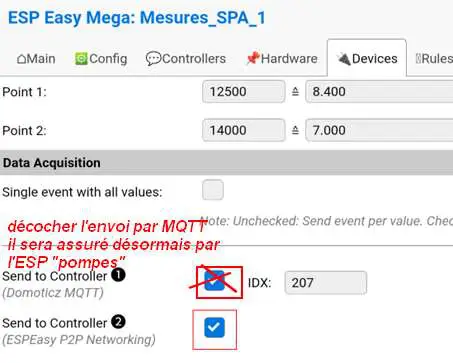 ESP Easy Mega: Mesures_SPA_1
Main Config Controllers Hardware Devices Rules
Point 1: 12500 ≙ 8.400
Point 2: 14000 ≙ 7.000
Data Acquisition
Single event with all values:
Note: Unchecked: Send event per value. Chec
décocher l'envoi par MQTT
il sera assuré désormais par
l'ESP "pompes"
Send to Controller ❶ IDX: 207
(Domoticz MQTT)
Send to Controller ❷
(ESPEasy P2P Networking)